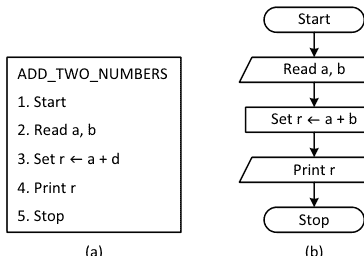 ADD_TWO_NUMBERS
1. Start
2. Read a, b
3. Set r ← a + d
4. Print r
5. Stop
(a)
Start
Read a, b
Set r ← a + b
Print r
Stop
(b)